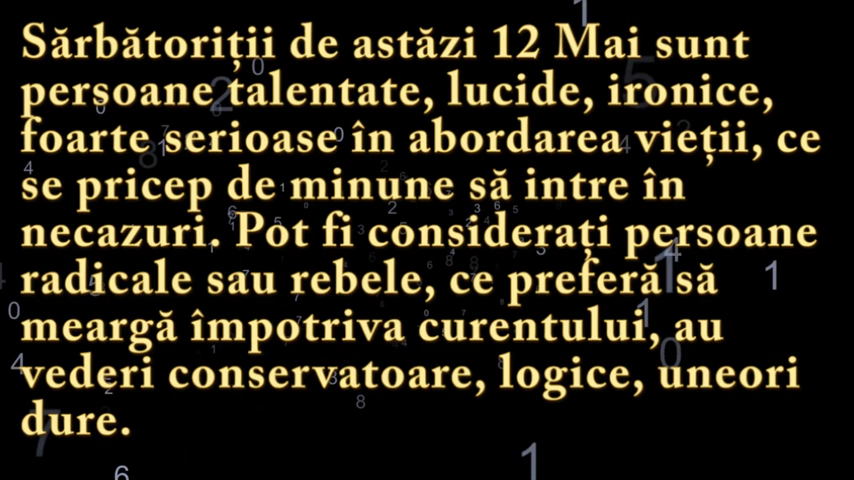 Sărbătoriții de astăzi 12 Mai sunt
persoane talentate, lucide, ironice,
foarte serioase în abordarea vieții, ce
se pricep de minune să intre în
necazuri. Pot fi considerați persoane
radicale sau rebele, ce preferă să
meargă împotriva curentului, au
vederi conservatoare, logice, uneori
dure.